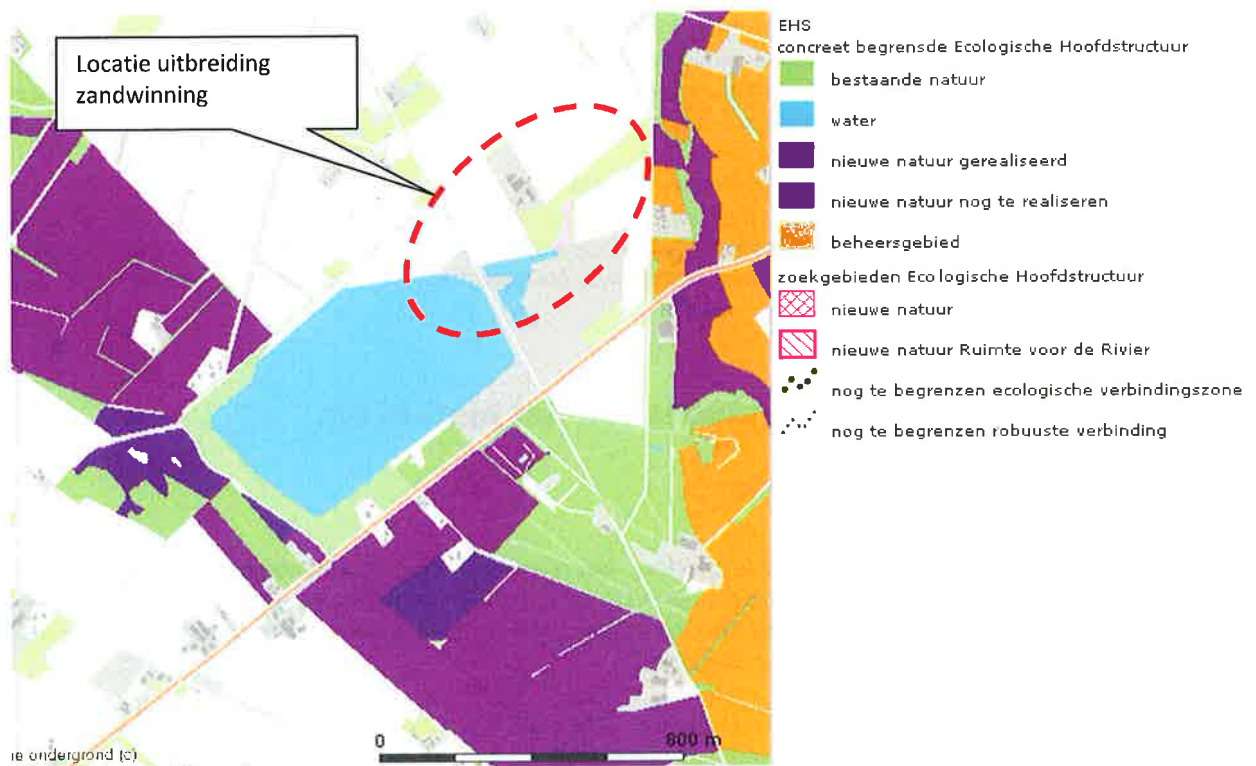 Locatie uitbreiding
zandwinning
EHS
concreet begrensde Ecologische Hoofdstructuur
bestaande natuur
water
nieuwe natuur gerealiseerd
nieuwe natuur nog te realiseren
beheersgebied
zoekgebieden Ecologische Hoofdstructuur
nieuwe natuur
nieuwe natuur Ruimte voor de Rivier
nog te begrenzen ecologische verbindingszone
nog te begrenzen robuuste verbinding
0 800 m
ondergrond (c)